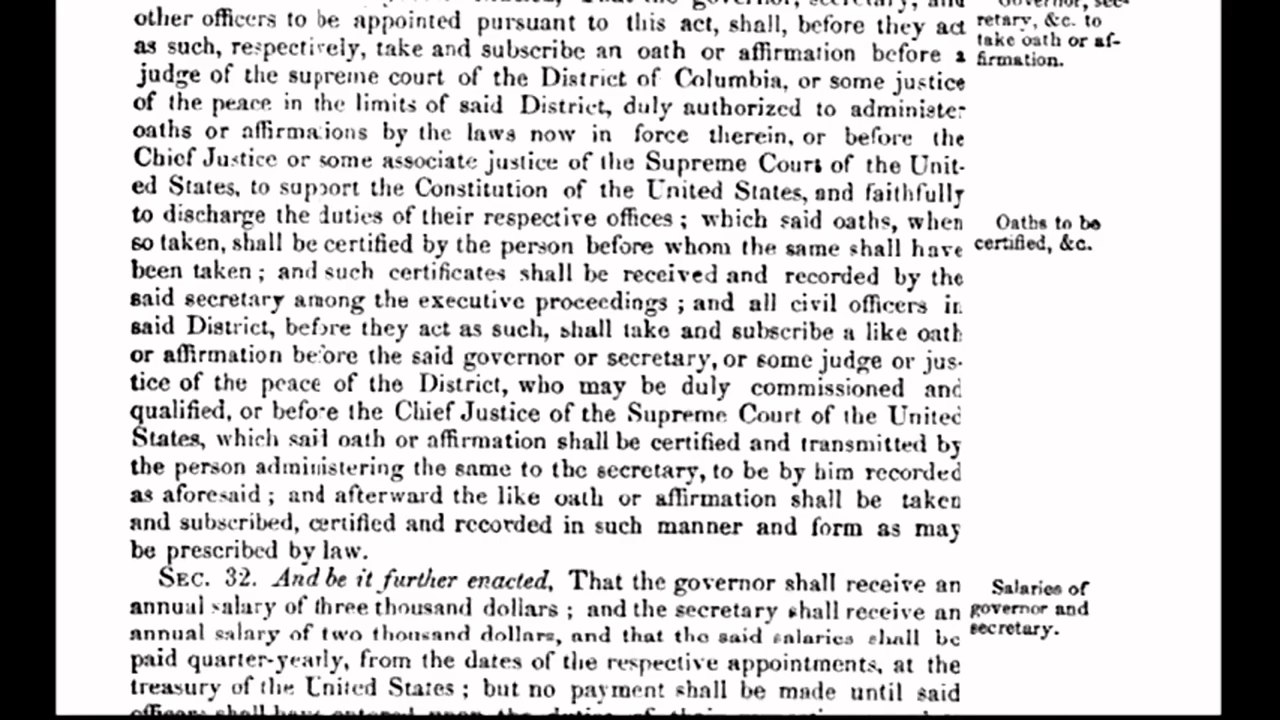 other officers to be appointed pursuant to this act, shall, before they act
as such, respectively, take and subscribe an oath or affirmation before a
judge of the supreme court of the District of Columbia, or some justice
of the peace in the limits of said District, duly authorized to administer
oaths or affirmations by the laws now in force therein, or before the
Chief Justice or some associate justice of the Supreme Court of the Unit-
ed States, to support the Constitution of the United States, and faithfully
to discharge the duties of their respective offices; which said oaths, when
so taken, shall be certified by the person before whom the same shall have
been taken; and such certificates shall be received and recorded by the
said secretary among the executive proceedings; and all civil officers in
said District, before they act as such, shall take and subscribe a like oath
or affirmation before the said governor or secretary, or some judge or jus-
tice of the peace of the District, who may be duly commissioned and
qualified, or before the Chief Justice of the Supreme Court of the United
States, which said oath or affirmation shall be certified and transmitted by
the person administering the same to the secretary, to be by him recorded
as aforesaid; and afterward the like oath or affirmation shall be taken
and subscribed, certified and recorded in such manner and form as may
be prescribed by law.
SEC. 32. And be it further enacted, That the governor shall receive an
annual salary of three thousand dollars; and the secretary shall receive an
annual salary of two thousand dollars, and that the said salaries shall be
paid quarter-yearly, from the dates of the respective appointments, at the
treasury of the United States; but no payment shall be made until said
retary, &c. to
take oath or af-
firmation.
Oaths to be
certified, &c.
Salaries of
governor and
secretary.